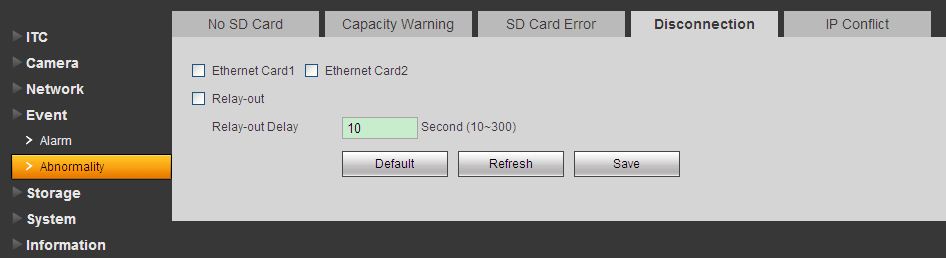 No SD Card Capacity Warning SD Card Error Disconnection IP Conflict
ITC
Camera
Network
Event
Alarm
Abnormality
Storage
System
Information
Ethernet Card1 Ethernet Card2
Relay-out
Relay-out Delay 10 Second (10~300)
Default Refresh Save